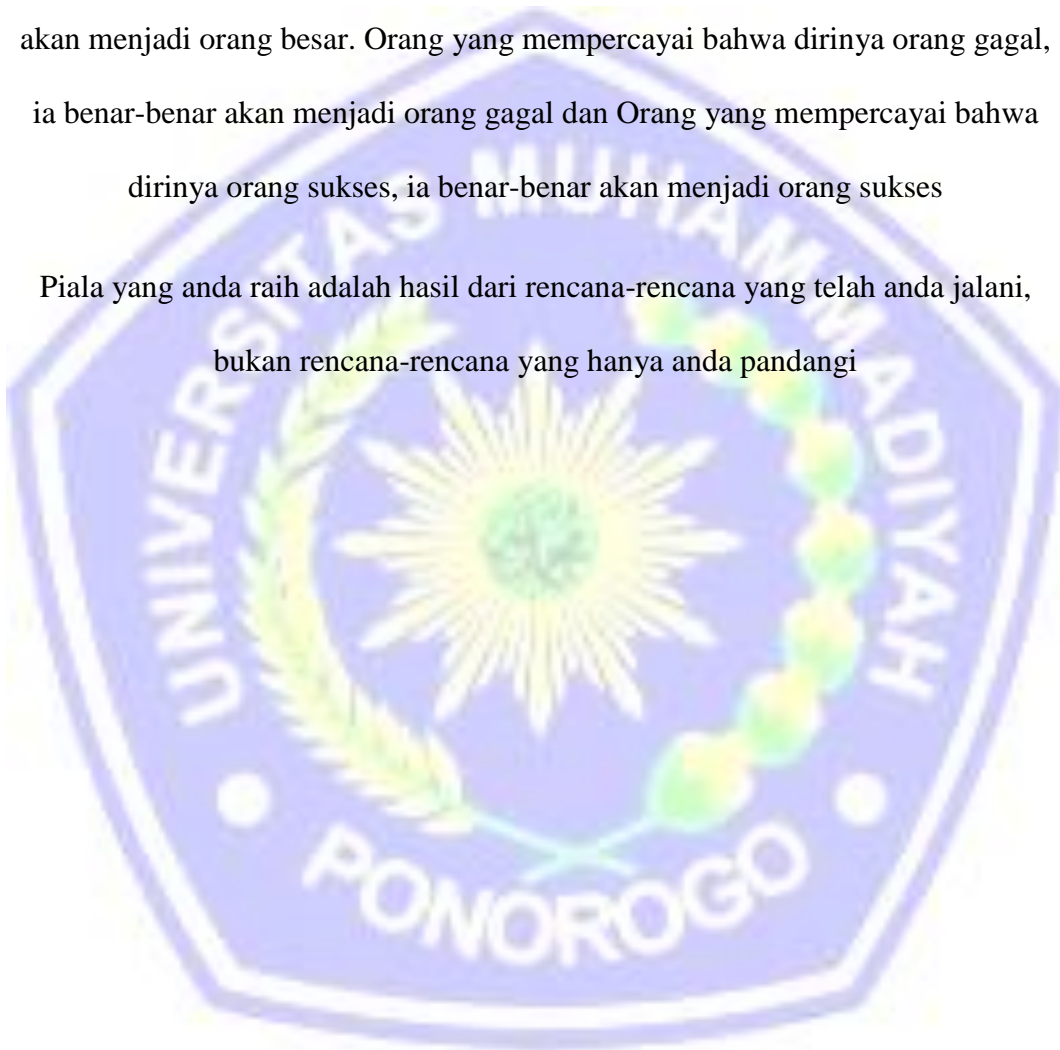 akan menjadi orang besar. Orang yang mempercayai bahwa dirinya orang gagal,
ia benar-benar akan menjadi orang gagal dan Orang yang mempercayai bahwa
dirinya orang sukses, ia benar-benar akan menjadi orang sukses
Piala yang anda raih adalah hasil dari rencana-rencana yang telah anda jalani,
bukan rencana-rencana yang hanya anda pandangi
UNIVERSITAS MUHAMMADIYAH
PONOROGO